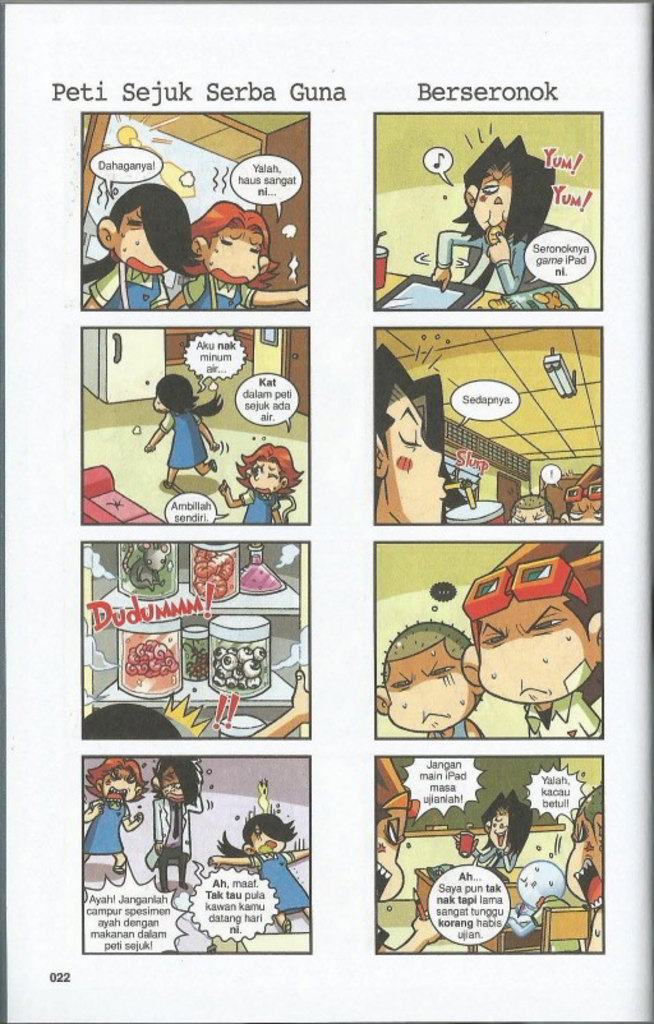 Peti Sejuk Serba Guna
Dahaganya!
Yalah,
haus sangat
ni...
Aku nak
minum
air...
Kat
dalam peti
sejuk ada
air.
Ambillah
sendiri.
Dudummm!
!!
Ayah! Janganlah
campur spesimen
ayah dengan
makanan dalam
peti sejuk!
Ah, maaf.
Tak tau pula
kawan kamu
datang hari
ni.
Berseronok
Yum!
Yum!
Seronoknya
game iPad
ni.
Sedapnya.
Slurp
!
...
Jangan
main iPad
masa
ujianlah!
Yalah,
kacau
betul!
Ah...
Saya pun tak
nak tapi lama
sangat tunggu
korang habis
ujian.
022